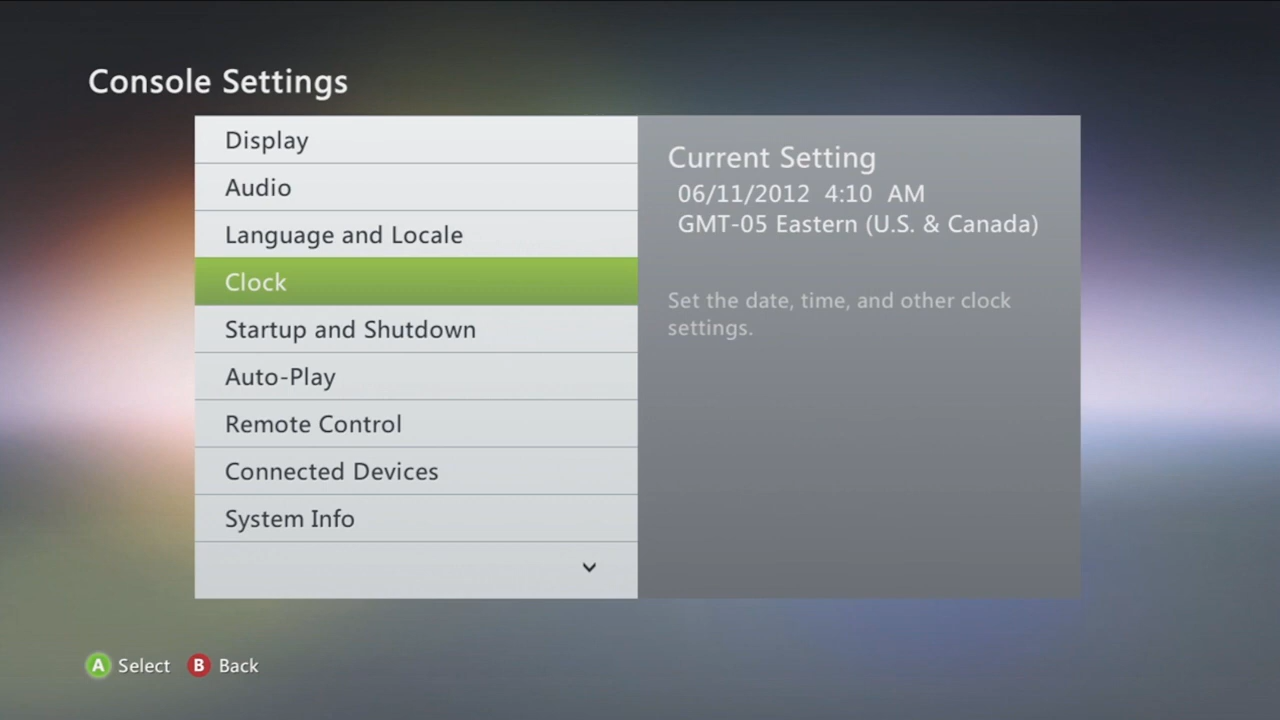 Console Settings
Display
Audio
Language and Locale
Clock
Startup and Shutdown
Auto-Play
Remote Control
Connected Devices
System Info
Current Setting
06/11/2012 4:10 AM
GMT-05 Eastern (U.S. & Canada)
Set the date, time, and other clock
settings.
A Select B Back